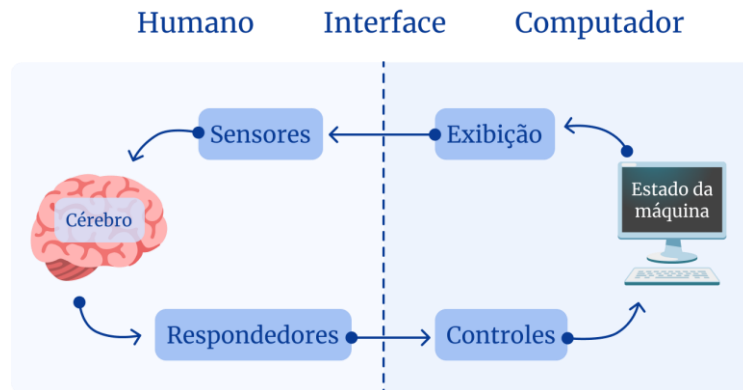 Humano Interface Computador
Sensores Exibição
Estado da
máquina
Cérebro
Respondedores Controles